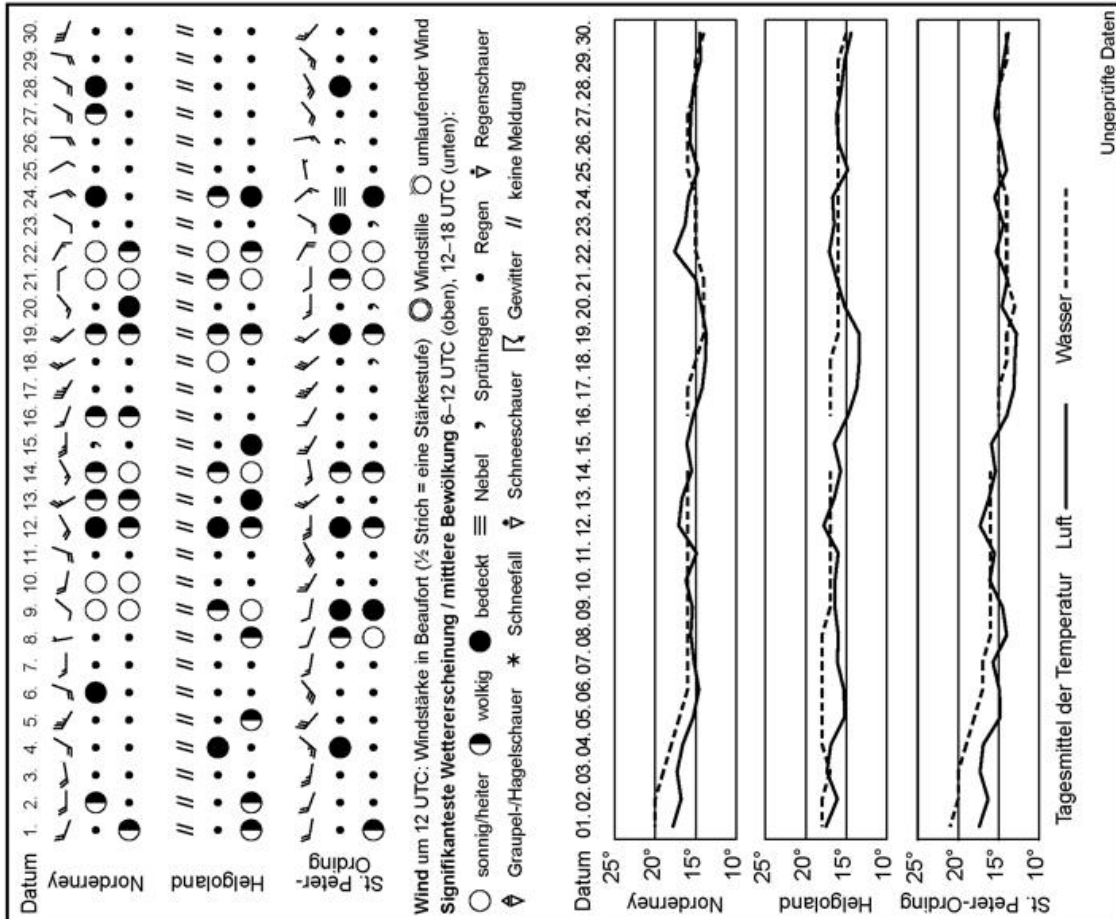 Datum 1. 2. 3. 4. 5. 6. 7. 8. 9. 10. 11. 12. 13. 14. 15. 16. 17. 18. 19. 20. 21. 22. 23. 24. 25. 26. 27. 28. 29. 30.
Norderney
Helgoland
St. Peter-
Ording
Wind um 12 UTC: Windstärke in Beaufort (½ Strich = eine Stärkestufe) Windstille umlaufender Wind
Signifikanteste Wettererscheinung / mittlere Bewölkung 6–12 UTC (oben), 12–18 UTC (unten):
sonnig/heiter wolkig bedeckt Nebel Sprühregen Regen Regenschauer
Graupel-/Hagelschauer Schneefall Schneeschauer Gewitter keine Meldung
Datum 01. 02. 03. 04. 05. 06. 07. 08. 09. 10. 11. 12. 13. 14. 15. 16. 17. 18. 19. 20. 21. 22. 23. 24. 25. 26. 27. 28. 29. 30.
25°
20°
Norderney
15°
10°
25°
20°
Helgoland
15°
10°
25°
20°
St. Peter-Ording
15°
10°
Tagesmittel der Temperatur Luft Wasser
Ungeprüfte Daten